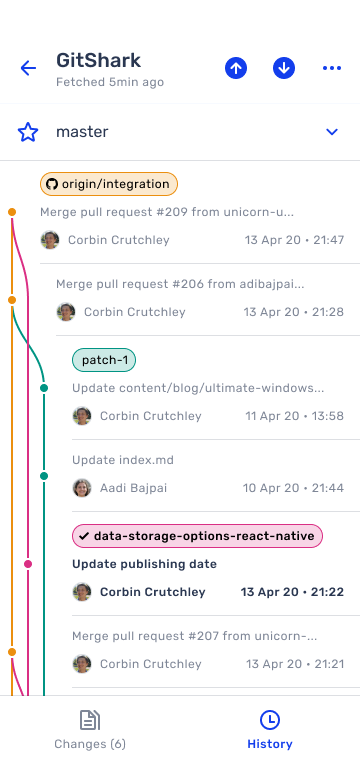 GitShark
Fetched 5min ago
master
origin/integration
Merge pull request #209 from unicorn-u...
Corbin Crutchley 13 Apr 20 • 21:47
Merge pull request #206 from adibajpai...
Corbin Crutchley 13 Apr 20 • 21:28
patch-1
Update content/blog/ultimate-windows...
Corbin Crutchley 11 Apr 20 • 13:58
Update index.md
Aadi Bajpai 10 Apr 20 • 21:44
data-storage-options-react-native
Update publishing date
Corbin Crutchley 13 Apr 20 • 21:22
Merge pull request #207 from unicorn-...
Corbin Crutchley 13 Apr 20 • 21:21
Changes (6) History